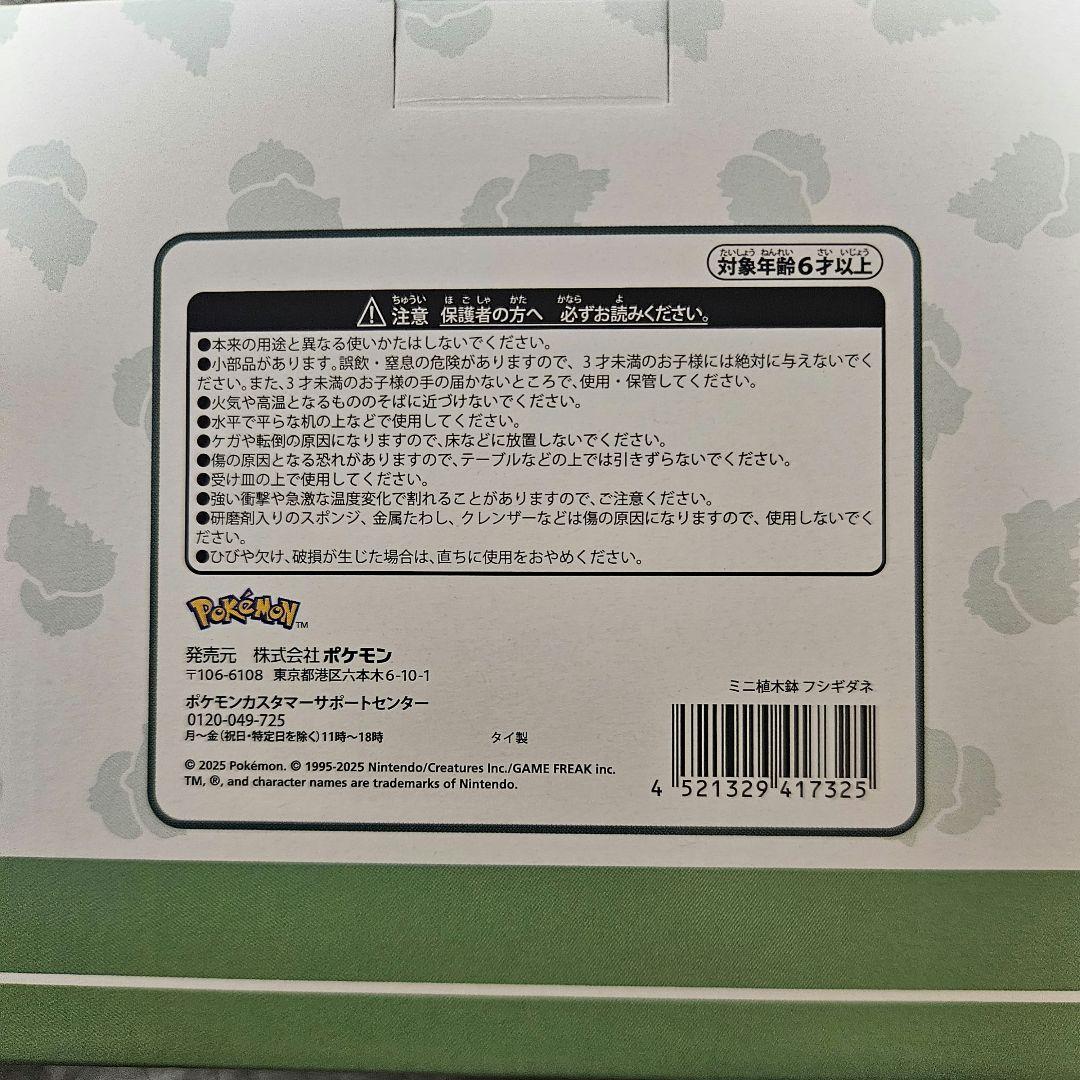 対象年齢6才以上
たいしょう ねんれい さい いじょう
注意 保護者の方へ 必ずお読みください。
ちゅうい ほごしゃ かた かなら よ
●本来の用途と異なる使いかたはしないでください。
●小部品があります。誤飲・窒息の危険がありますので、3才未満のお子様には絶対に与えないでく
ださい。また、3才未満のお子様の手の届かないところで、使用・保管してください。
●火気や高温となるもののそばに近づけないでください。
●水平で平らな机の上などで使用してください。
●ケガや転倒の原因になりますので、床などに放置しないでください。
●傷の原因となる恐れがありますので、テーブルなどの上では引きずらないでください。
●受け皿の上で使用してください。
●強い衝撃や急激な温度変化で割れることがありますので、ご注意ください。
●研磨剤入りのスポンジ、金属たわし、クレンザーなどは傷の原因になりますので、使用しないでく
ださい。
●ひびや欠け、破損が生じた場合は、直ちに使用をおやめください。
POKéMON TM
発売元 株式会社ポケモン
〒106-6108 東京都港区六本木6-10-1
ポケモンカスタマーサポートセンター
0120-049-725
月〜金(祝日・特定日を除く)11時〜18時
タイ製
© 2025 Pokémon. © 1995-2025 Nintendo/Creatures Inc./GAME FREAK inc.
TM, ®, and character names are trademarks of Nintendo.
ミニ植木鉢 フシギダネ
4 521329 417325